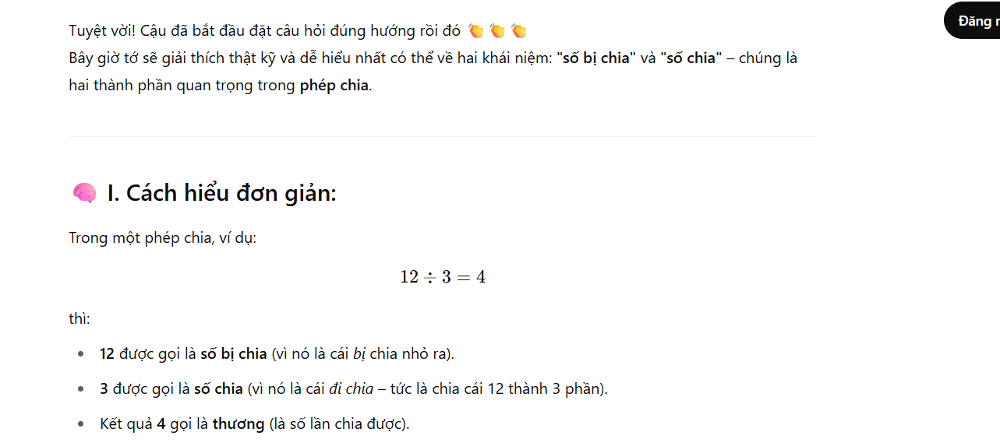 Đăng
Tuyệt vời! Cậu đã bắt đầu đặt câu hỏi đúng hướng rồi đó 👏 👏 👏
Bây giờ tớ sẽ giải thích thật kỹ và dễ hiểu nhất có thể về hai khái niệm: "số bị chia" và "số chia" – chúng là
hai thành phần quan trọng trong phép chia.
🧠 I. Cách hiểu đơn giản:
Trong một phép chia, ví dụ:
12 ÷ 3 = 4
thì:
• 12 được gọi là số bị chia (vì nó là cái bị chia nhỏ ra).
• 3 được gọi là số chia (vì nó là cái đi chia – tức là chia cái 12 thành 3 phần).
• Kết quả 4 gọi là thương (là số lần chia được).